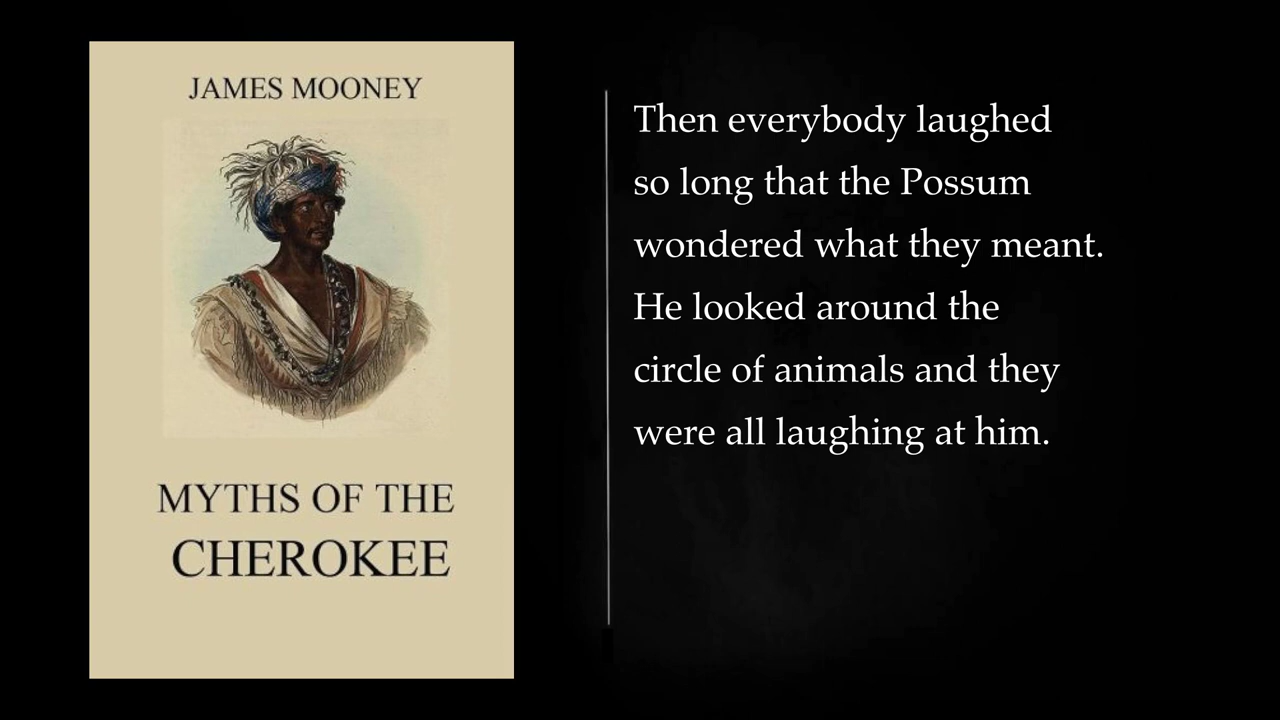 JAMES MOONEY
MYTHS OF THE
CHEROKEE
Then everybody laughed
so long that the Possum
wondered what they meant.
He looked around the
circle of animals and they
were all laughing at him.